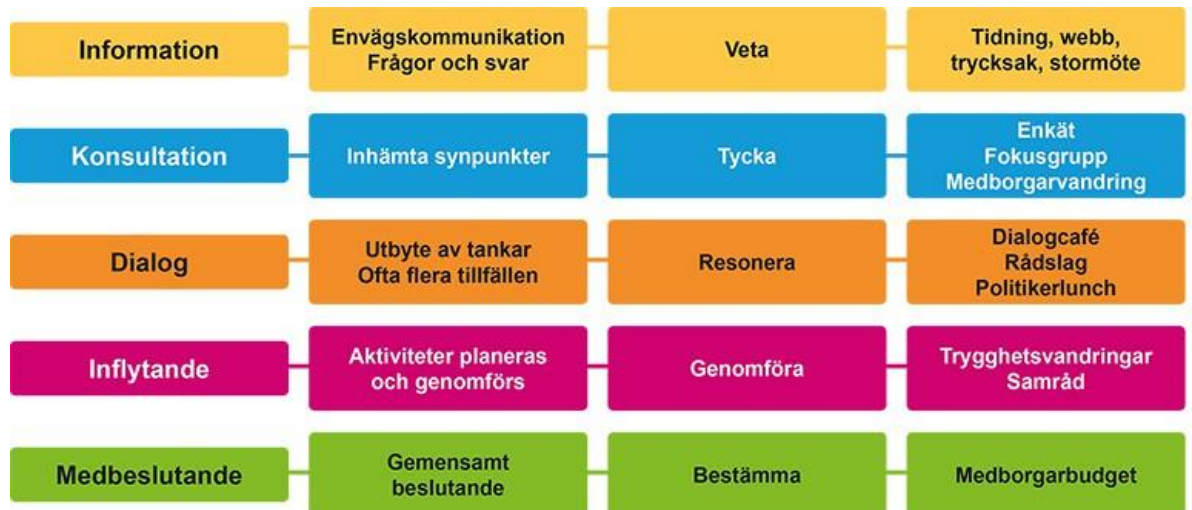 Information
Envägskommunikation
Frågor och svar
Veta
Tidning, webb,
trycksak, stormöte
Konsultation
Inhämta synpunkter
Tycka
Enkät
Fokusgrupp
Medborgarvandring
Dialog
Utbyte av tankar
Ofta flera tillfällen
Resonera
Dialogcafé
Rådslag
Politikerlunch
Inflytande
Aktiviteter planeras
och genomförs
Genomföra
Trygghetsvandringar
Samråd
Medbeslutande
Gemensamt
beslutande
Bestämma
Medborgarbudget